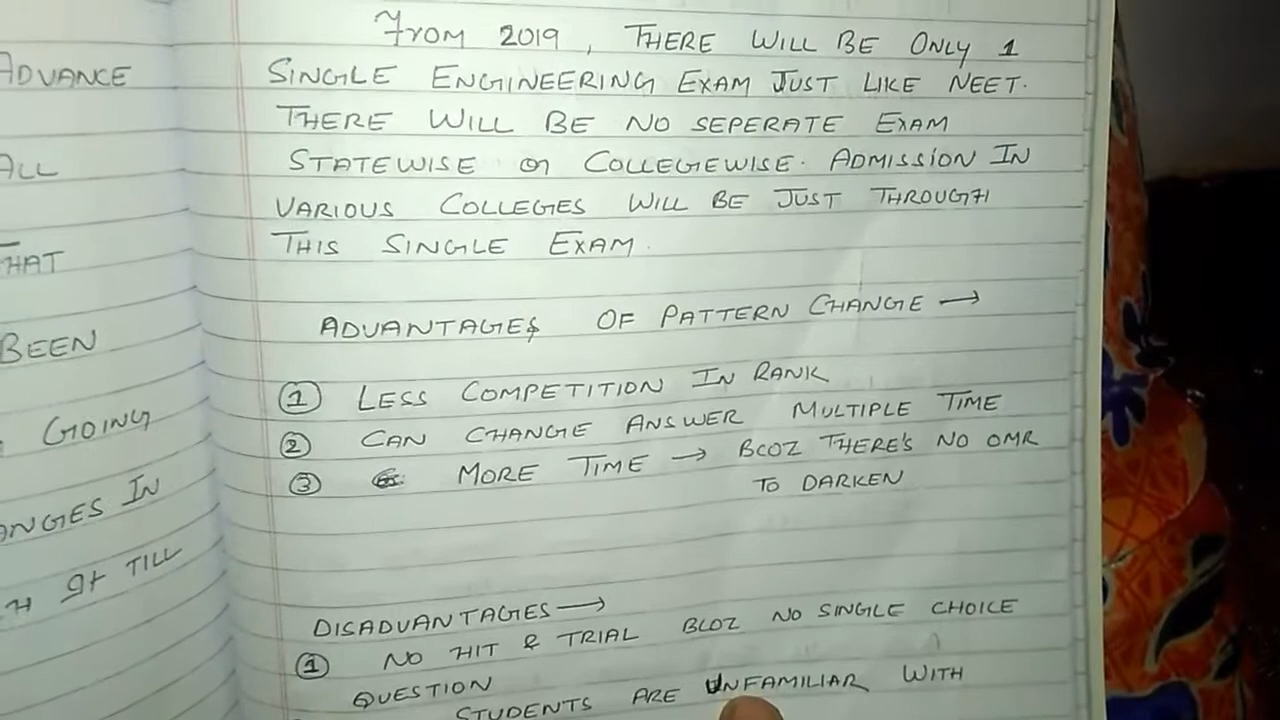 ADVANCE
ALL
THAT
BEEN
GOING
ANGES IN
It TILL
From 2019, THERE WILL BE ONLY 1
SINGLE ENGINEERING EXAM JUST LIKE NEET.
THERE WILL BE NO SEPERATE EXAM
STATEWISE or COLLEGEWISE. ADMISSION IN
VARIOUS COLLEGES WILL BE JUST THROUGH
THIS SINGLE EXAM.
ADVANTAGES OF PATTERN CHANGE →
① LESS COMPETITION IN RANK
② CAN CHANGE ANSWER MULTIPLE TIME
③ MORE TIME → BCOZ THERE'S NO OMR
TO DARKEN
DISADVANTAGES →
① NO HIT & TRIAL BCOZ NO SINGLE CHOICE
QUESTION
STUDENTS ARE UNFAMILIAR WITH